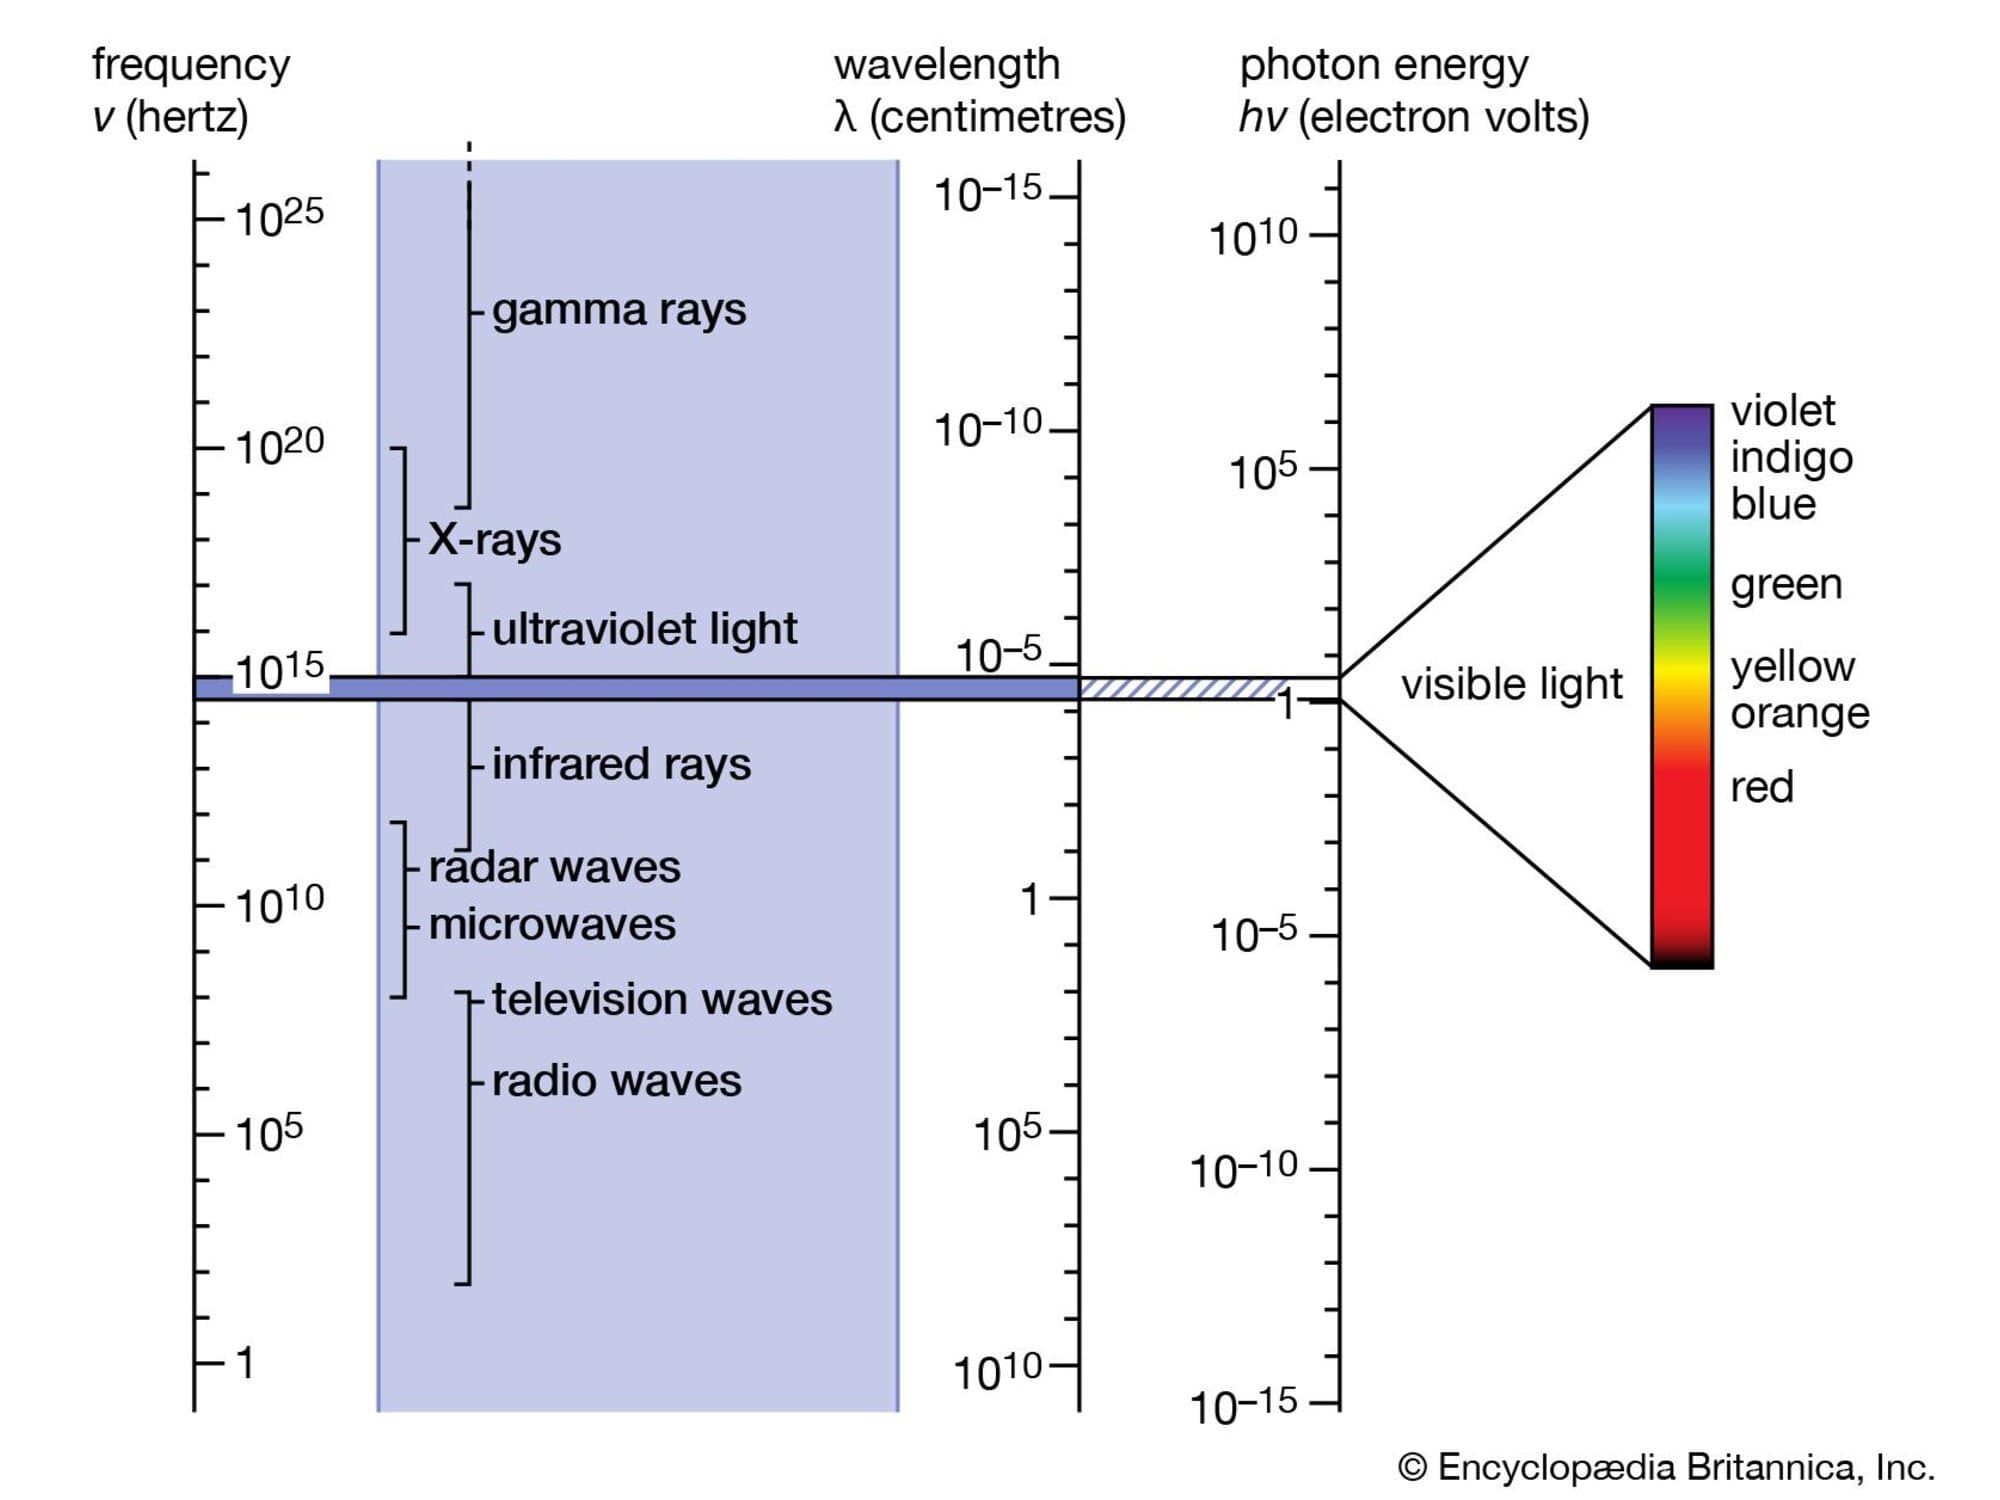 frequency
ν (hertz)
wavelength
λ (centimetres)
photon energy
hν (electron volts)
10²⁵
10²⁰
10¹⁵
10¹⁰
10⁵
1
gamma rays
X-rays
ultraviolet light
infrared rays
radar waves
microwaves
television waves
radio waves
10⁻¹⁵
10⁻¹⁰
10⁻⁵
1
10⁵
10¹⁰
10¹⁰
10⁵
1
10⁻⁵
10⁻¹⁰
10⁻¹⁵
visible light
violet
indigo
blue
green
yellow
orange
red
© Encyclopædia Britannica, Inc.